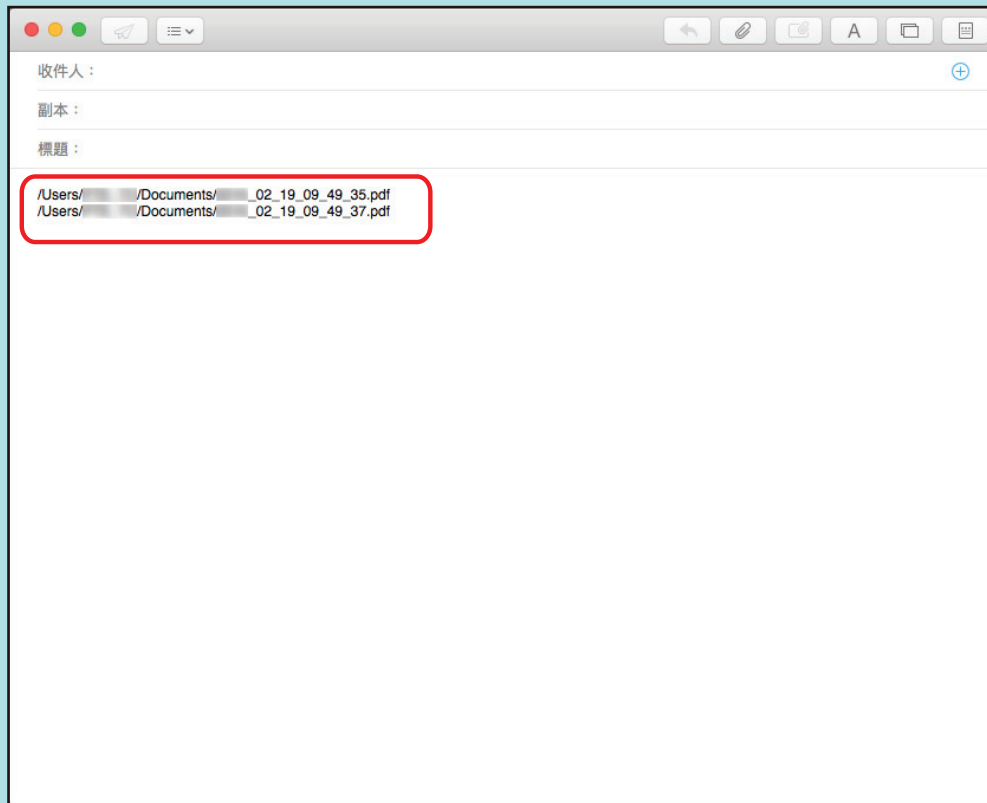 A
收件人：
副本：
標題：
/Users/ /Documents/ _02_19_09_49_35.pdf
/Users/ /Documents/ _02_19_09_49_37.pdf